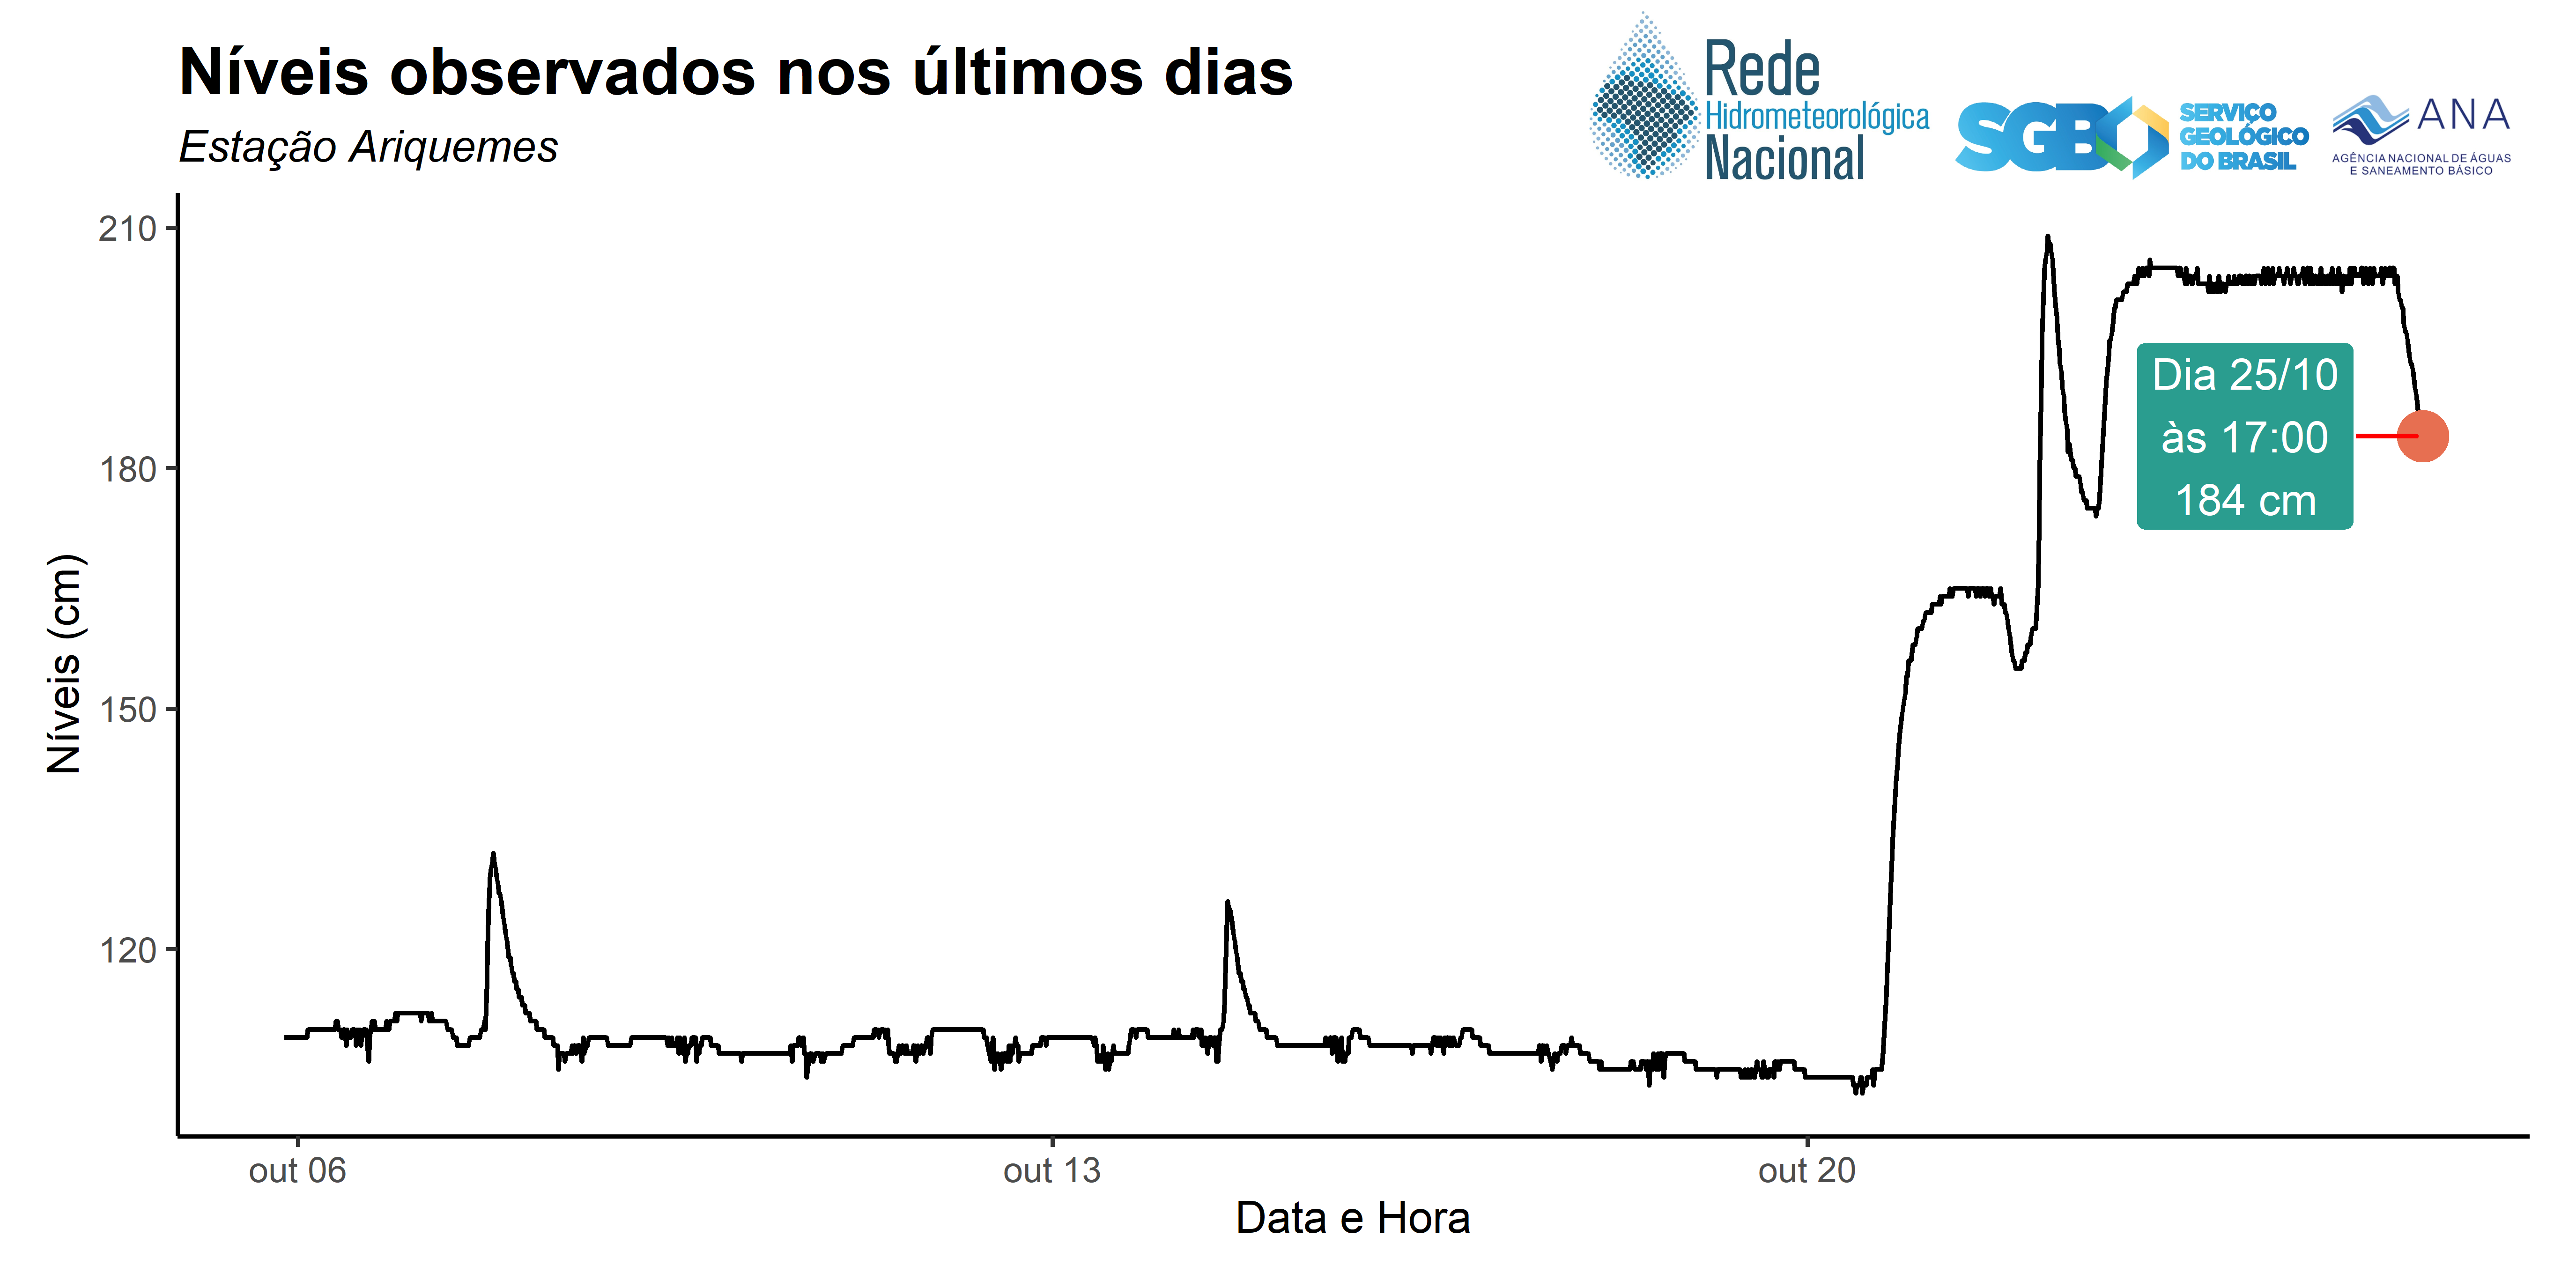 Níveis observados nos últimos dias
Estação Ariquemes
Rede
Hidrometeorológica
Nacional
SGB
SERVIÇO
GEOLÓGICO
DO BRASIL
ANA
AGÊNCIA NACIONAL DE ÁGUAS
E SANEAMENTO BÁSICO
Níveis (cm)
210
180
150
120
Dia 25/10
às 17:00
184 cm
out 06
out 13
out 20
Data e Hora